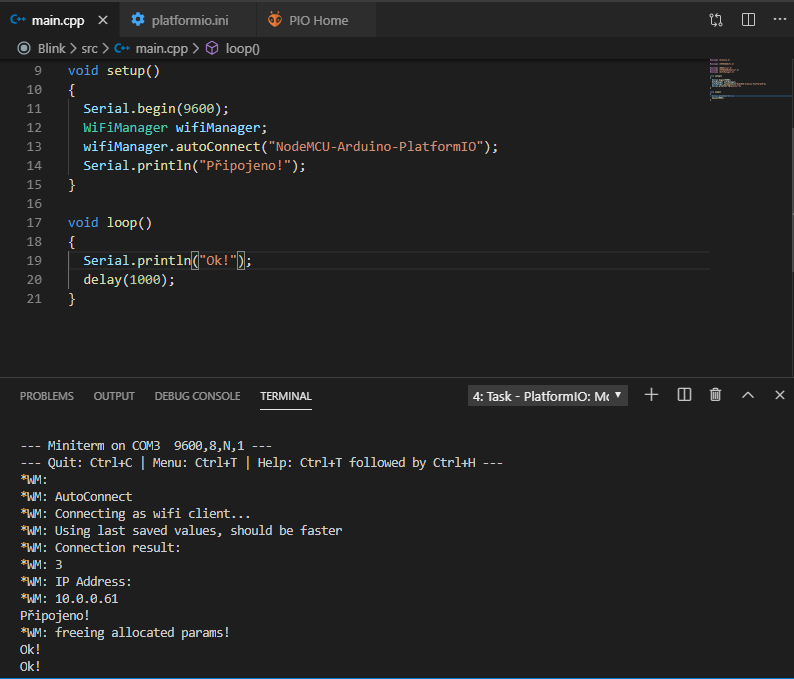 main.cpp platformio.ini PIO Home
Blink > src > main.cpp > loop()
9 void setup()
10 {
11 Serial.begin(9600);
12 WiFiManager wifiManager;
13 wifiManager.autoConnect("NodeMCU-Arduino-PlatformIO");
14 Serial.println("Připojeno!");
15 }
16
17 void loop()
18 {
19 Serial.println("Ok!");
20 delay(1000);
21 }
PROBLEMS OUTPUT DEBUG CONSOLE TERMINAL 4: Task - PlatformIO: Mc
--- Miniterm on COM3  9600,8,N,1 ---
--- Quit: Ctrl+C | Menu: Ctrl+T | Help: Ctrl+T followed by Ctrl+H ---
*WM:
*WM: AutoConnect
*WM: Connecting as wifi client...
*WM: Using last saved values, should be faster
*WM: Connection result:
*WM: 3
*WM: IP Address:
*WM: 10.0.0.61
Připojeno!
*WM: freeing allocated params!
Ok!
Ok!